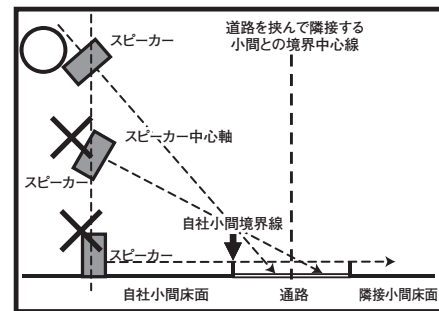 スピーカー
道路を挟んで隣接する
小間との境界中心線
スピーカー中心軸
スピーカー
自社小間境界線
スピーカー
自社小間床面
通路
隣接小間床面